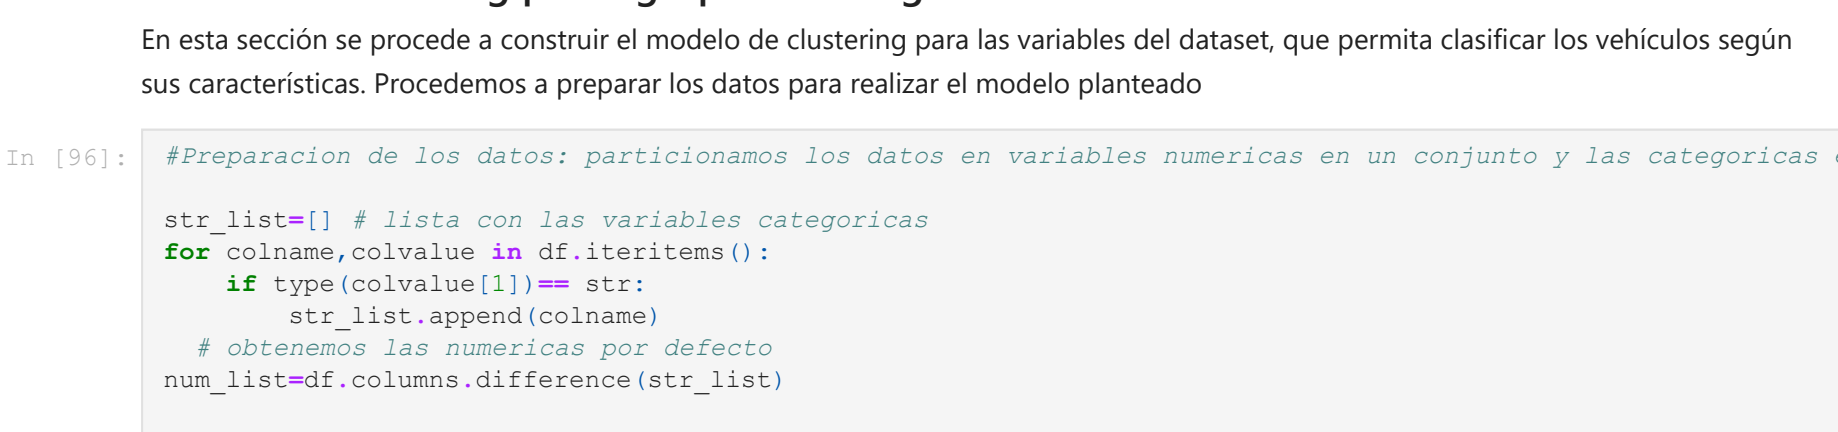 En esta sección se procede a construir el modelo de clustering para las variables del dataset, que permita clasificar los vehículos según
sus características. Procedemos a preparar los datos para realizar el modelo planteado
In [96]: #Preparacion de los datos: particionamos los datos en variables numericas en un conjunto y las categoricas
str_list=[] # lista con las variables categoricas
for colname,colvalue in df.iteritems():
    if type(colvalue[1])== str:
        str_list.append(colname)
  # obtenemos las numericas por defecto
num_list=df.columns.difference(str_list)